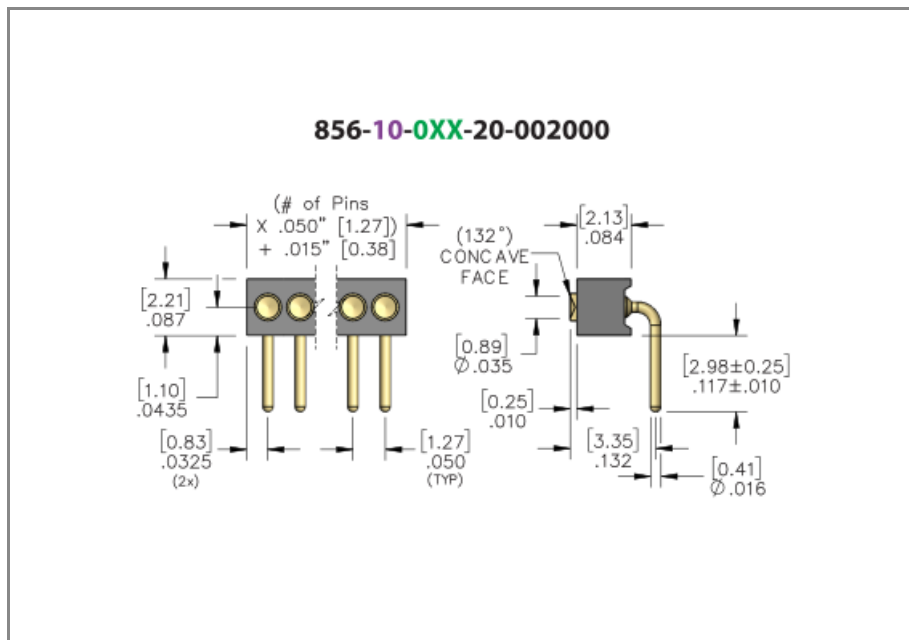 856-10-0XX-20-002000
(# of Pins
X .050" [1.27])
+ .015" [0.38]
[2.21]
.087
[1.10]
.0435
[0.83]
.0325
(2x)
[1.27]
.050
(TYP)
(132°)
CONCAVE
FACE
[2.13]
.084
[0.89]
Ø.035
[0.25]
.010
[3.35]
.132
[2.98±0.25]
.117±.010
[0.41]
Ø.016